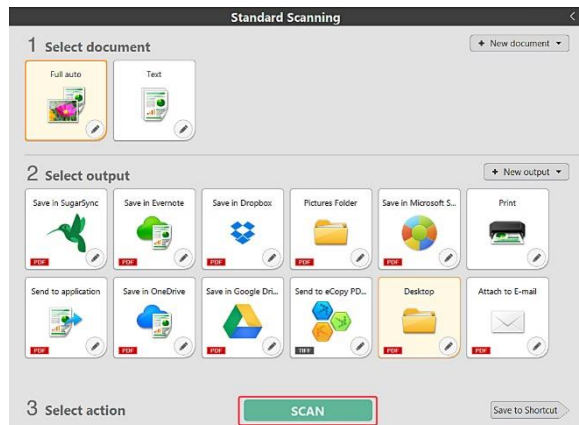 Standard Scanning
1 Select document
+ New document
Full auto
Text
2 Select output
+ New output
Save in SugarSync
Save in Evernote
Save in Dropbox
Pictures Folder
Save in Microsoft S...
Print
PDF
PDF
PDF
PDF
PDF
Send to application
Save in OneDrive
Save in Google Dri...
Send to eCopy PD...
Desktop
Attach to E-mail
PDF
PDF
PDF
TIFF
PDF
PDF
3 Select action
SCAN
Save to Shortcut